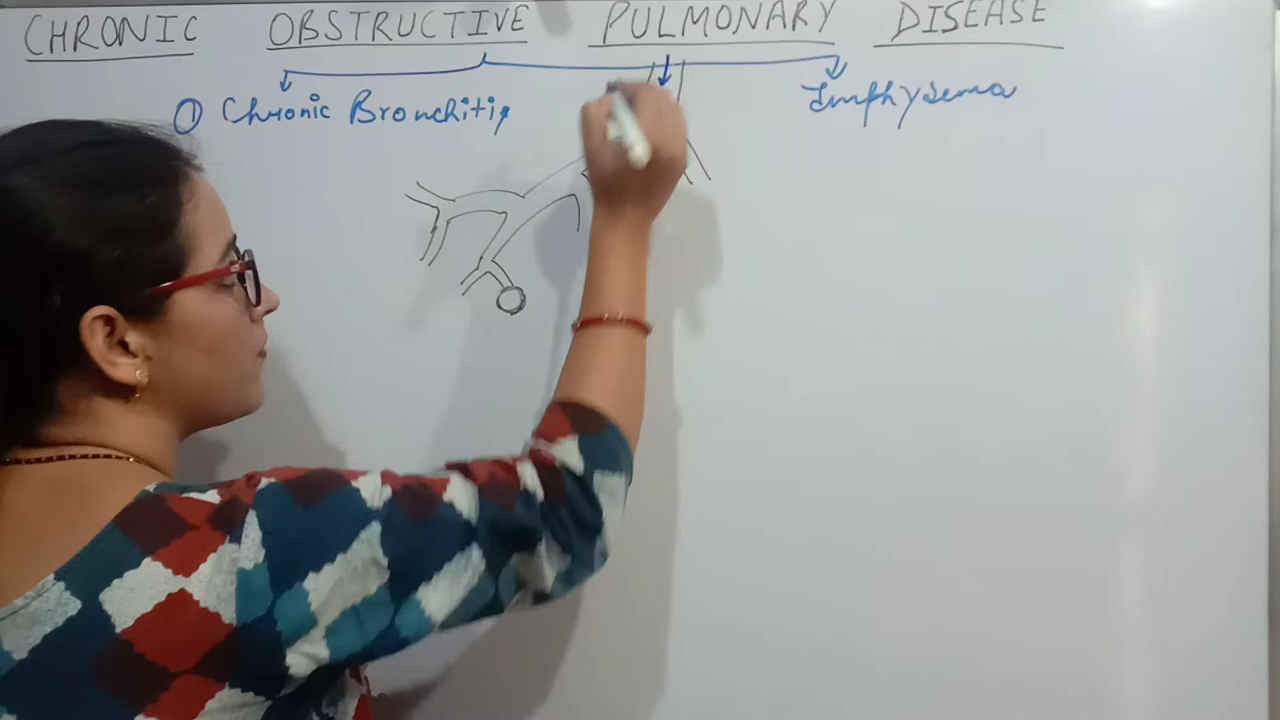 CHRONIC OBSTRUCTIVE PULMONARY DISEASE
① Chronic Bronchitis
Emphysema